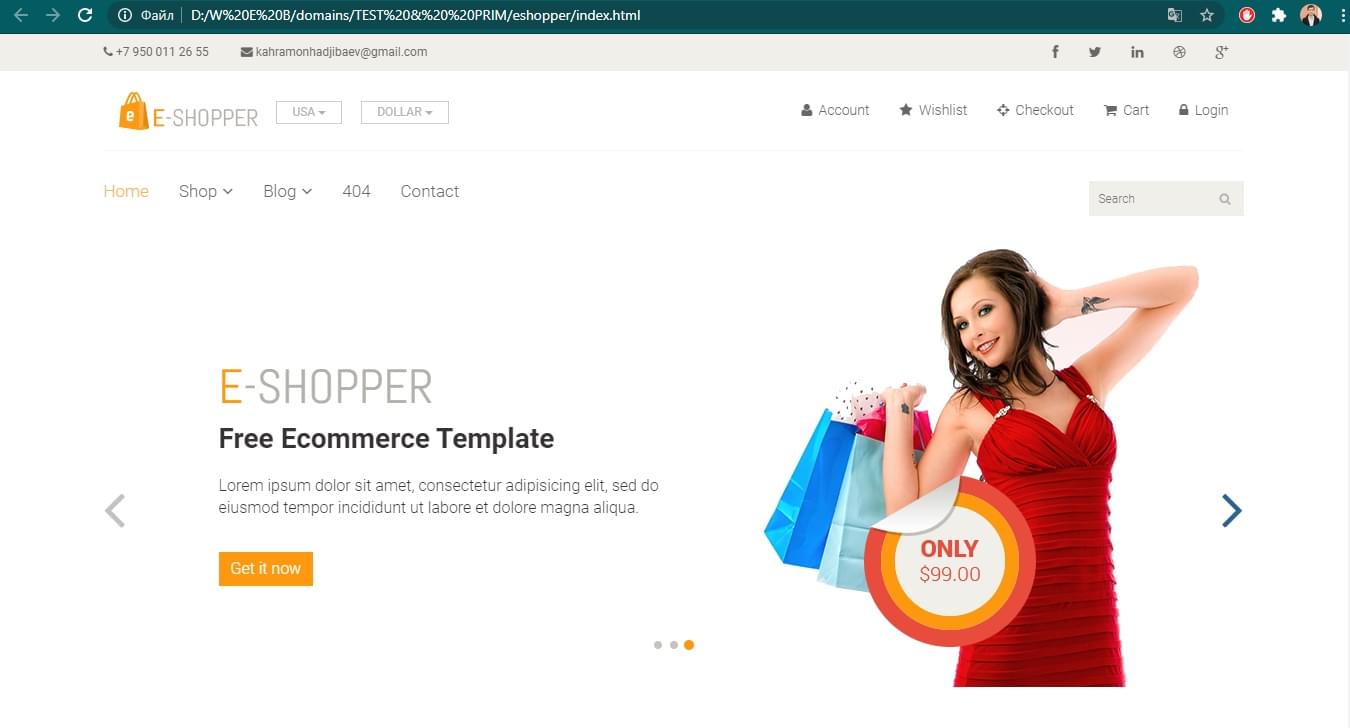 Файл D:/W%20E%20B/domains/TEST%20&%20%20PRIM/eshopper/index.html
+7 950 011 26 55 kahramonhadjibaev@gmail.com
E-SHOPPER USA DOLLAR Account Wishlist Checkout Cart Login
Home Shop Blog 404 Contact Search
E-SHOPPER
Free Ecommerce Template
Lorem ipsum dolor sit amet, consectetur adipisicing elit, sed do
eiusmod tempor incididunt ut labore et dolore magna aliqua.
Get it now
ONLY
$99.00